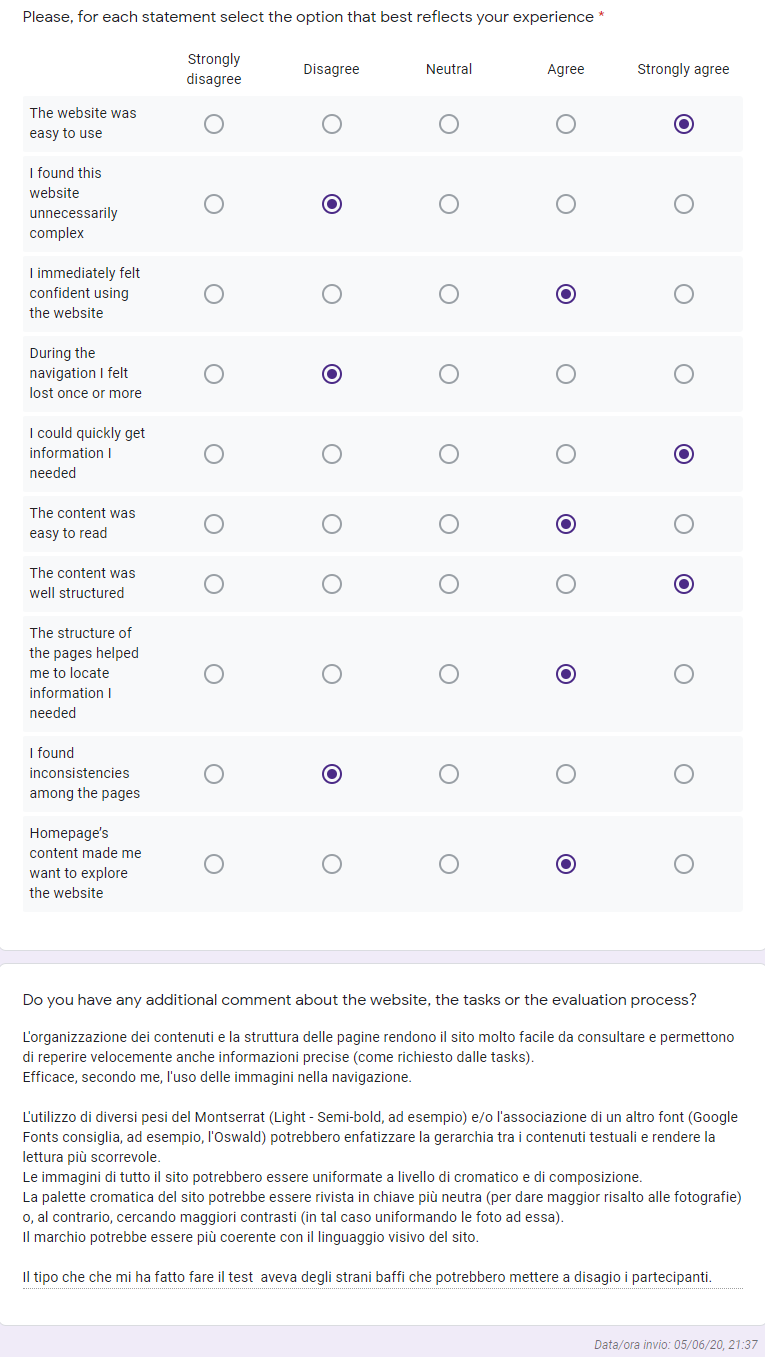 Please, for each statement select the option that best reflects your experience *
Strongly disagree
Disagree
Neutral
Agree
Strongly agree
The website was
easy to use
I found this
website
unnecessarily
complex
I immediately felt
confident using
the website
During the
navigation I felt
lost once or more
I could quickly get
information I
needed
The content was
easy to read
The content was
well structured
The structure of
the pages helped
me to locate
information I
needed
I found
inconsistencies
among the pages
Homepage's
content made me
want to explore
the website
Do you have any additional comment about the website, the tasks or the evaluation process?
L'organizzazione dei contenuti e la struttura delle pagine rendono il sito molto facile da consultare e permettono
di reperire velocemente anche informazioni precise (come richiesto dalle tasks).
Efficace, secondo me, l'uso delle immagini nella navigazione.
L'utilizzo di diversi pesi del Montserrat (Light - Semi-bold, ad esempio) e/o l'associazione di un altro font (Google
Fonts consiglia, ad esempio, l'Oswald) potrebbero enfatizzare la gerarchia tra i contenuti testuali e rendere la
lettura più scorrevole.
Le immagini di tutto il sito potrebbero essere uniformate a livello di cromatico e di composizione.
La palette cromatica del sito potrebbe essere rivista in chiave più neutra (per dare maggior risalto alle fotografie)
o, al contrario, cercando maggiori contrasti (in tal caso uniformando le foto ad essa).
Il marchio potrebbe essere più coerente con il linguaggio visivo del sito.
Il tipo che che mi ha fatto fare il test  aveva degli strani baffi che potrebbero mettere a disagio i partecipanti.
Data/ora invio: 05/06/20, 21:37